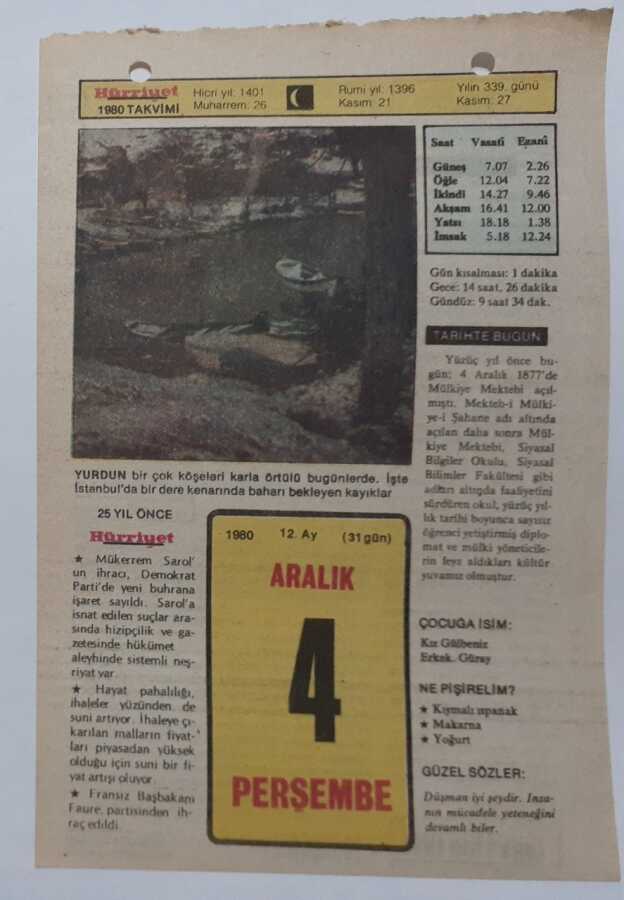 Hürriyet
1980 TAKVİMİ
Hicri yıl: 1401
Muharrem: 26
Rumi yıl: 1396
Kasım: 21
Yılın 339. günü
Kasım: 27
Saat Vasati Ezanî
Güneş 7.07 2.26
Öğle 12.04 7.22
İkindi 14.27 9.46
Akşam 16.41 12.00
Yatsı 18.18 1.38
İmsak 5.18 12.24
Gün kısalması: 1 dakika
Gece: 14 saat, 26 dakika
Gündüz: 9 saat 34 dak.
TARİHTE BUGÜN
Yüzüç yıl önce bu-
gün; 4 Aralık 1877'de
Mülkiye Mektebi açıl-
mıştı. Mekteb-i Mülki-
ye-i Şahane adı altında
açılan daha sonra Mül-
kiye Mektebi, Siyasal
Bilgiler Okulu, Siyasal
Bilimler Fakültesi gibi
adları altında faaliyetini
sürdüren okul, yüzüç yıl-
lık tarihi boyunca sayısız
öğrenci yetiştirmiş diplo-
mat ve mülki yöneticile-
rin feyz aldıkları kültür
yuvamız olmuştur.
YURDUN bir çok köşeleri karla örtülü bugünlerde. İşte
İstanbul'da bir dere kenarında baharı bekleyen kayıklar
25 YIL ÖNCE
Hürriyet
★ Mükerrem Sarol'
un ihracı, Demokrat
Parti'de yeni buhrana
işaret sayıldı. Sarol'a
isnat edilen suçlar ara-
sında hizipçilik ve ga-
zetesinde hükümet
aleyhinde sistemli neş-
riyat var.
★ Hayat pahalılığı,
ihaleler yüzünden de
suni artıyor. İhaleye çı-
karılan malların fiyat-
ları piyasadan yüksek
olduğu için suni bir fi-
yat artışı oluyor.
★ Fransız Başbakanı
Faure, partisinden ih-
raç edildi.
1980 12. Ay (31 gün)
ARALIK
4
PERŞEMBE
ÇOCUĞA İSİM:
Kız Gülbeniz
Erkek. Güray
NE PİŞİRELİM?
★ Kıymalı ıspanak
★ Makarna
★ Yoğurt
GÜZEL SÖZLER:
Düşman iyi şeydir. Insa-
nın mücadele yeteneğini
devamlı biler.